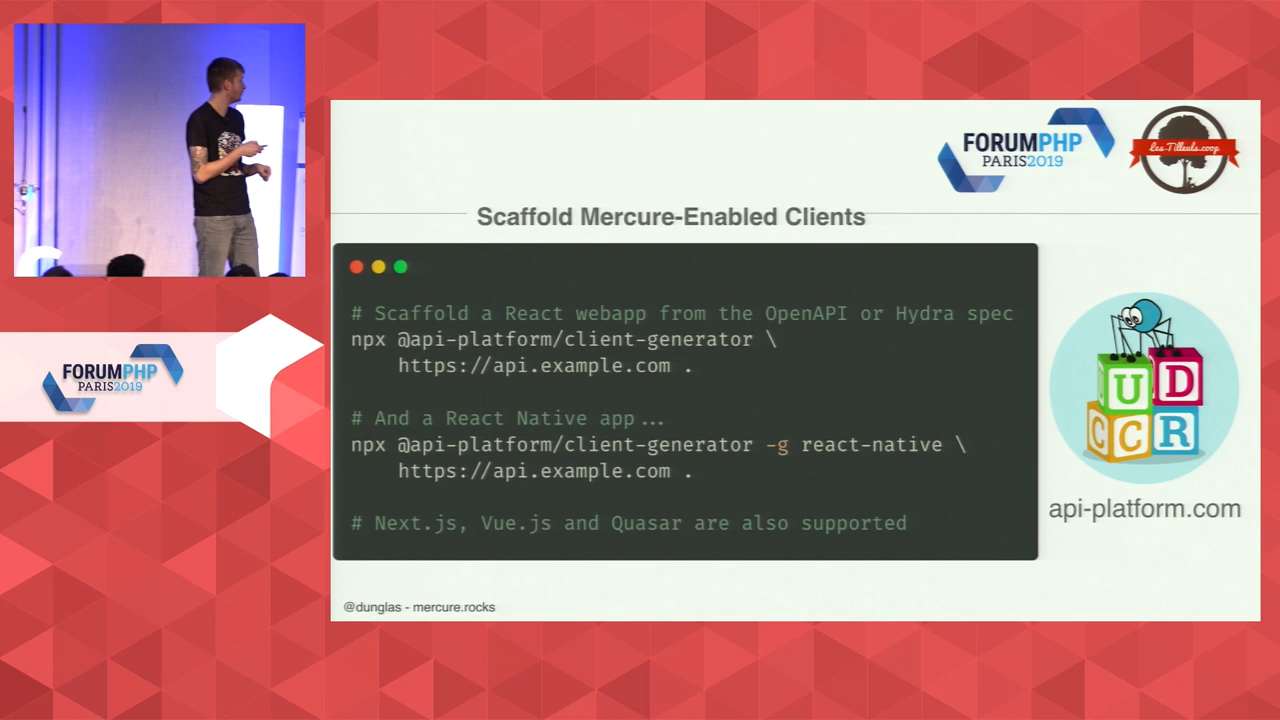 FORUMPHP
PARIS2019
Les-Tilleuls.coop
Scaffold Mercure-Enabled Clients
# Scaffold a React webapp from the OpenAPI or Hydra spec
npx @api-platform/client-generator \
https://api.example.com .
# And a React Native app...
npx @api-platform/client-generator -g react-native \
https://api.example.com .
# Next.js, Vue.js and Quasar are also supported
U D
C C R
api-platform.com
@dunglas - mercure.rocks
FORUMPHP
PARIS2019